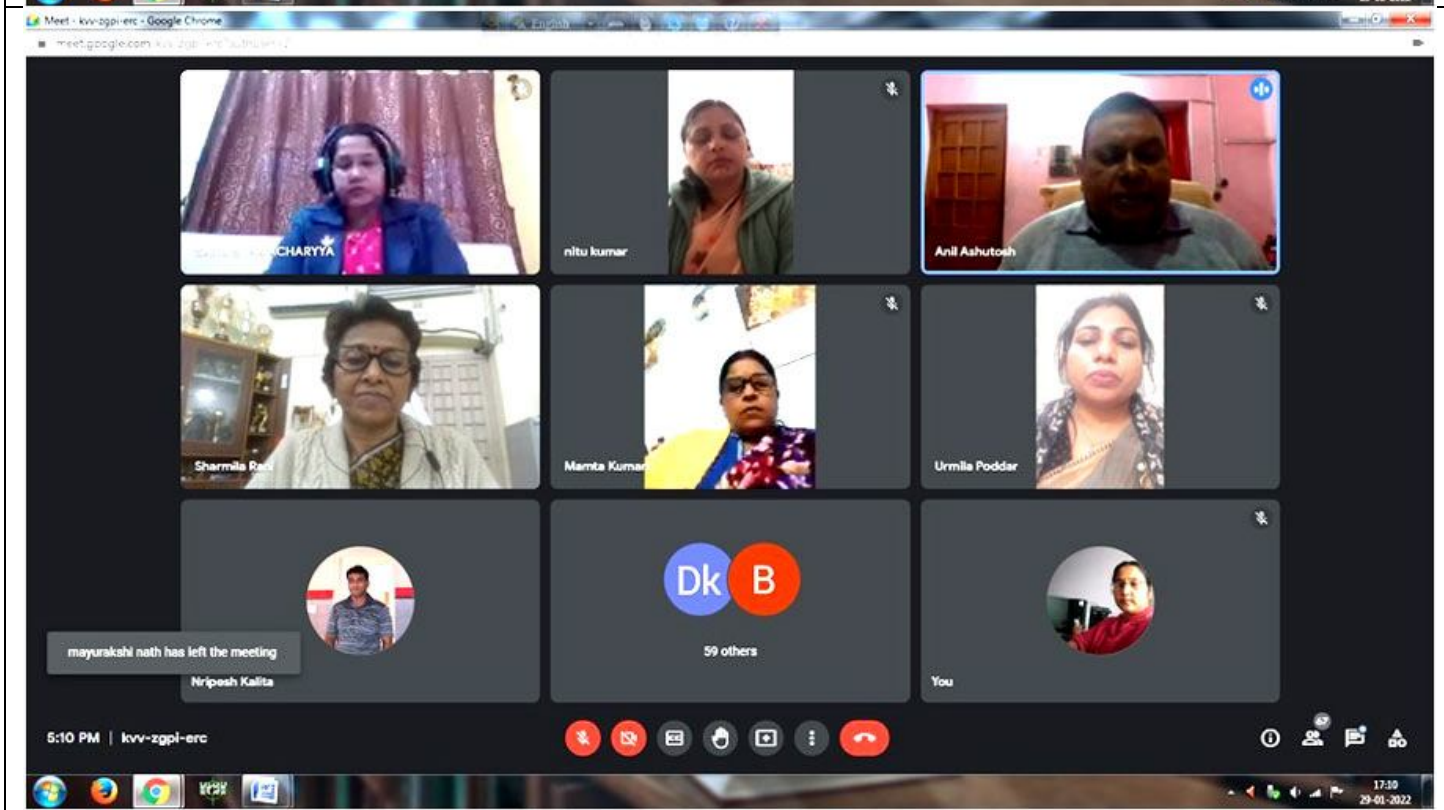 Meet - kvv-zgpi-erc - Google Chrome
English
meet.google.com
CHARYYA
nitu kumar
Anil Ashutosh
Sharmila Rani
Mamta Kumar
Urmila Poddar
Dk B
59 others
mayurakshi nath has left the meeting
Nripesh Kalita
You
5:10 PM | kvv-zgpi-erc
67
17:10
29-01-2022